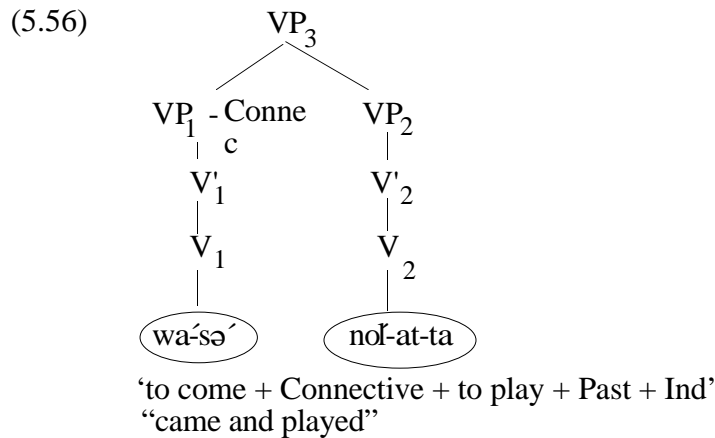 (5.56)
VP3
VP1 - Connec VP2
V'1 V'2
V1 V2
wa´-sə´ nol´-at-ta
‘to come + Connective + to play + Past + Ind’
“came and played”